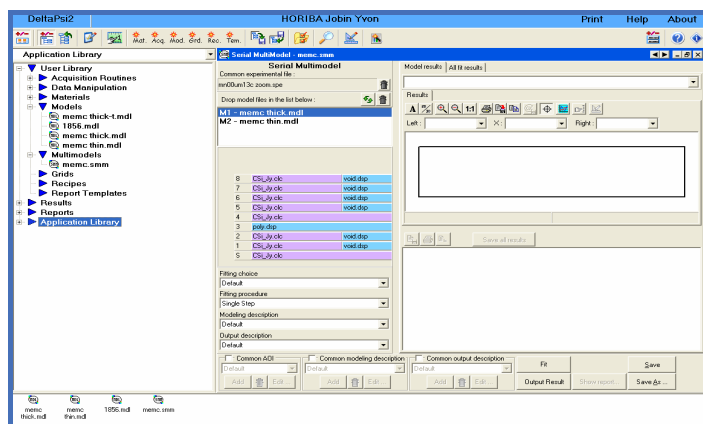 DeltaPsi2 HORIBA Jobin Yvon Print Help About
Mat. Acq. Mod. Grd. Rec. Tem.
Application Library
Serial MultiModel - memc.smm
User Library
Acquisition Routines
Data Manipulation
Materials
Models
memc thick-t.mdl
1856.mdl
memc thick.mdl
memc thin.mdl
Multimodels
memc.smm
Grids
Recipes
Report Templates
Results
Reports
Application Library
Serial Multimodel
Common experimental file :
mn00um13c zoom.spe
Drop model files in the list below :
M1 - memc thick.mdl
M2 - memc thin.mdl
8 CSi_Jy.clc void.dsp
7 CSi_Jy.clc void.dsp
6 CSi_Jy.clc void.dsp
5 CSi_Jy.clc void.dsp
4 CSi_Jy.clc
3 poly.dsp
2 CSi_Jy.clc void.dsp
1 CSi_Jy.clc void.dsp
S CSi_Jy.clc
Fitting choice
Default
Fitting procedure
Single Step
Modeling description
Default
Output description
Default
Common AOI Common modeling description Common output description
Default Default Default
Add Edit ... Add Edit ... Add Edit ...
Model results All fit results
Results
A 1:1
Left : X : Right :
Save all results
Fit Save
Output Result Show report... Save As ...
memc thick.mdl
memc thin.mdl
1856.mdl
memc.smm